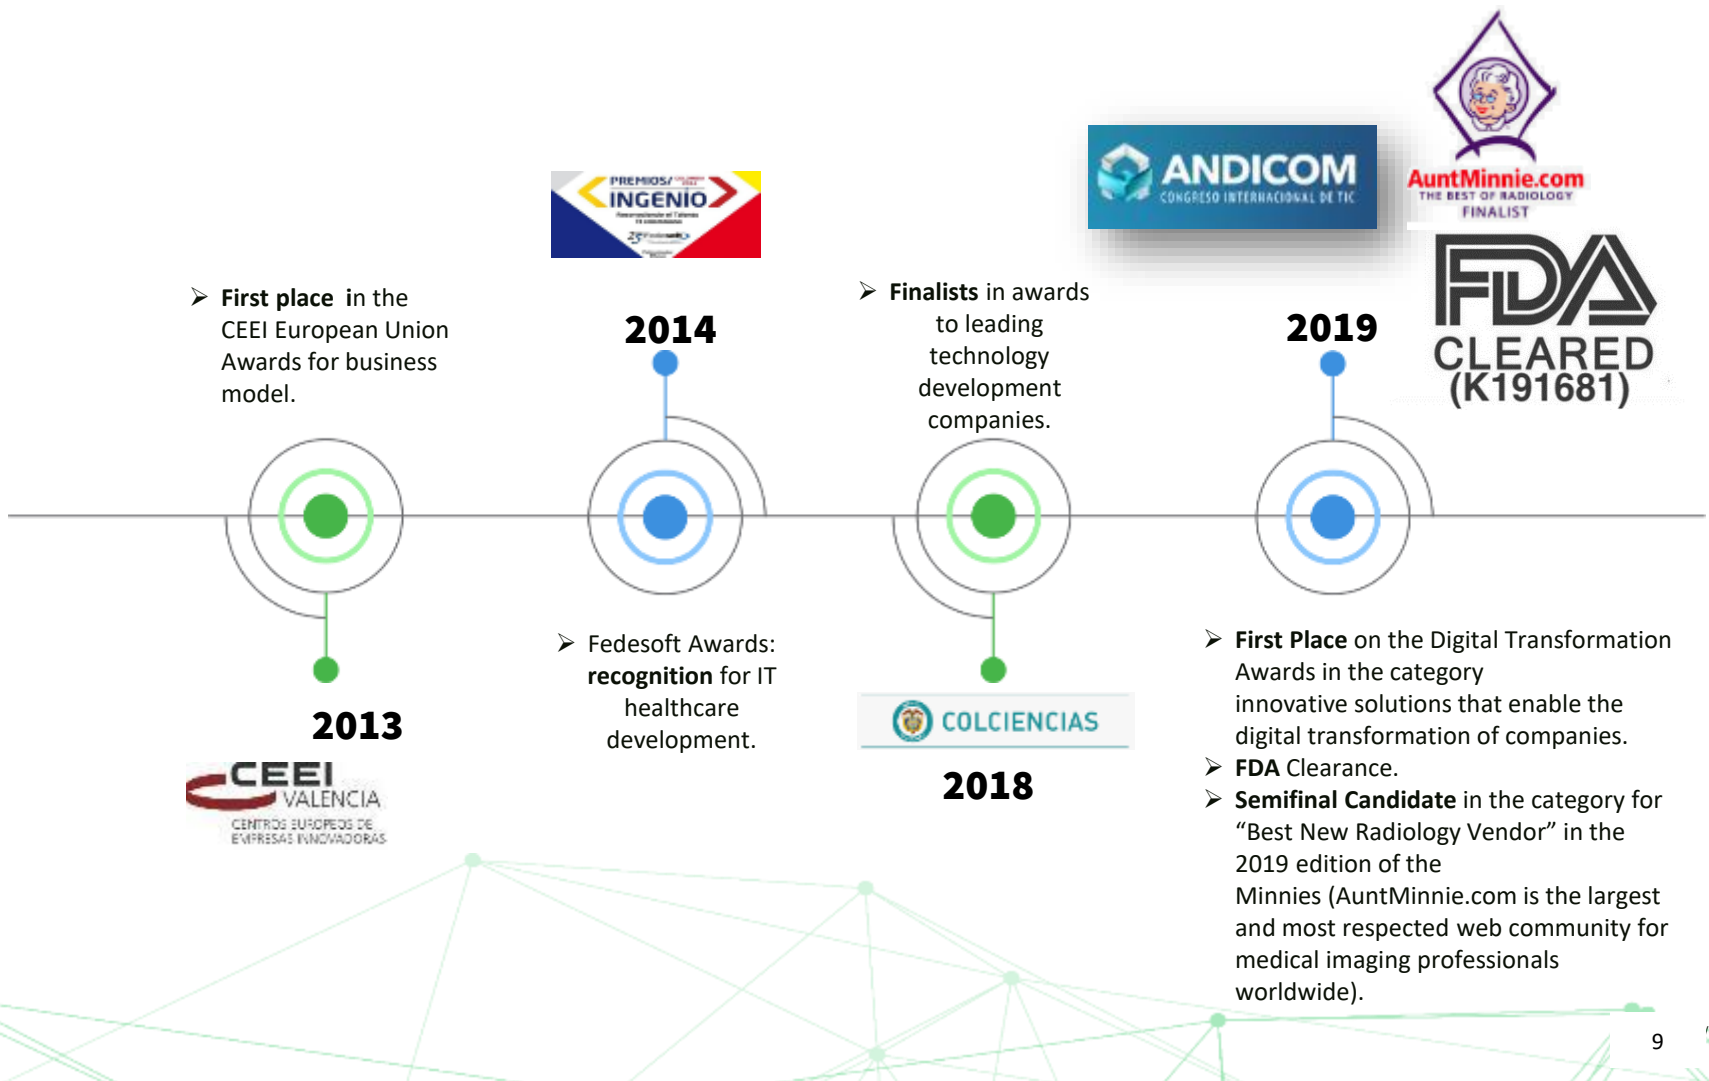 AuntMinnie.com
THE BEST OF RADIOLOGY
FINALIST
ANDICOM
CONGRESO INTERNACIONAL DE TIC
PREMIOS/
INGENIO
FDA
CLEARED
(K191681)
➢ First place in the
CEEI European Union
Awards for business
model.
2014
➢ Finalists in awards
to leading
technology
development
companies.
2019
2013
CEEI
VALENCIA
CENTROS EUROPEOS DE
EMPRESAS INNOVADORAS
➢ Fedesoft Awards:
recognition for IT
healthcare
development.
COLCIENCIAS
2018
➢ First Place on the Digital Transformation
Awards in the category
innovative solutions that enable the
digital transformation of companies.
➢ FDA Clearance.
➢ Semifinal Candidate in the category for
“Best New Radiology Vendor” in the
2019 edition of the
Minnies (AuntMinnie.com is the largest
and most respected web community for
medical imaging professionals
worldwide).
9